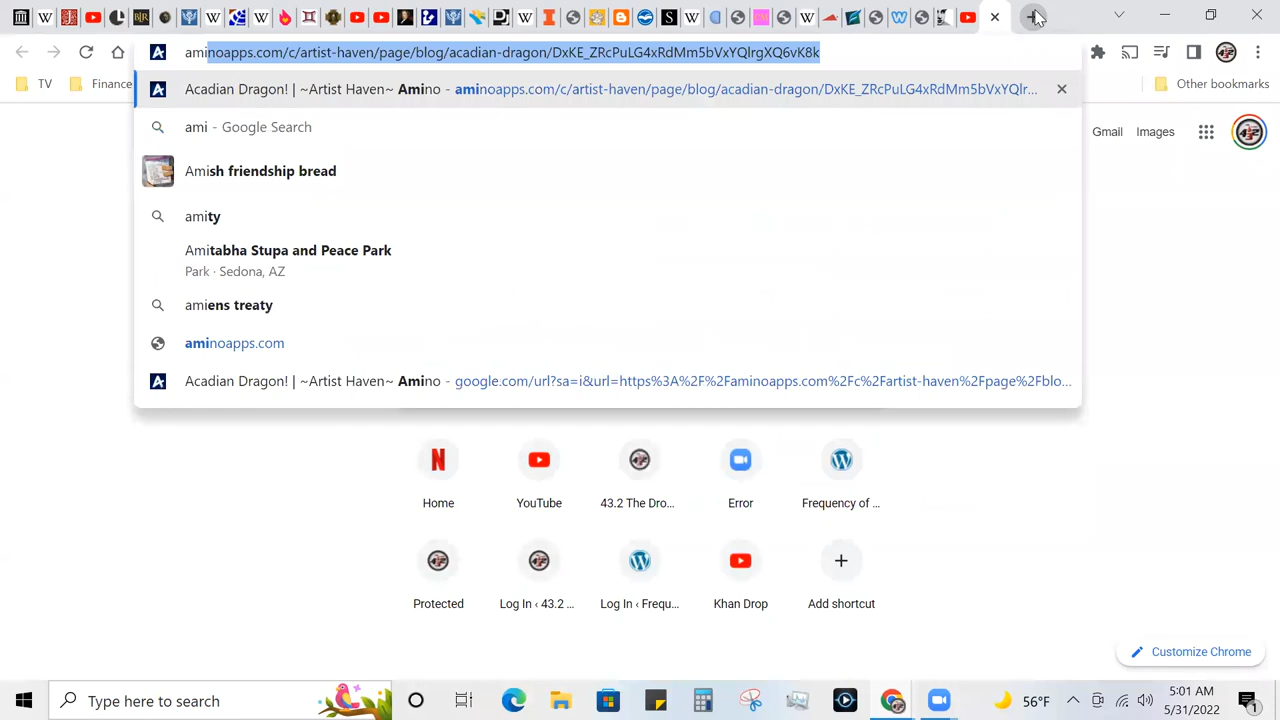 aminoapps.com/c/artist-haven/page/blog/acadian-dragon/DxKE_ZRcPuLG4xRdMm5bVxYQlrgXQ6vK8k
TV
Finance
Other bookmarks
Acadian Dragon! | ~Artist Haven~ Amino - aminoapps.com/c/artist-haven/page/blog/acadian-dragon/DxKE_ZRcPuLG4xRdMm5bVxYQlr...
ami - Google Search
Gmail Images
Amish friendship bread
amity
Amitabha Stupa and Peace Park
Park · Sedona, AZ
amiens treaty
aminoapps.com
Acadian Dragon! | ~Artist Haven~ Amino - google.com/url?sa=i&url=https%3A%2F%2Faminoapps.com%2Fc%2Fartist-haven%2Fpage%2Fblo...
Home YouTube 43.2 The Dro... Error Frequency of ...
Protected Log In ‹ 43.2 ... Log In ‹ Frequ... Khan Drop Add shortcut
Customize Chrome
Type here to search
56°F
5:01 AM
5/31/2022